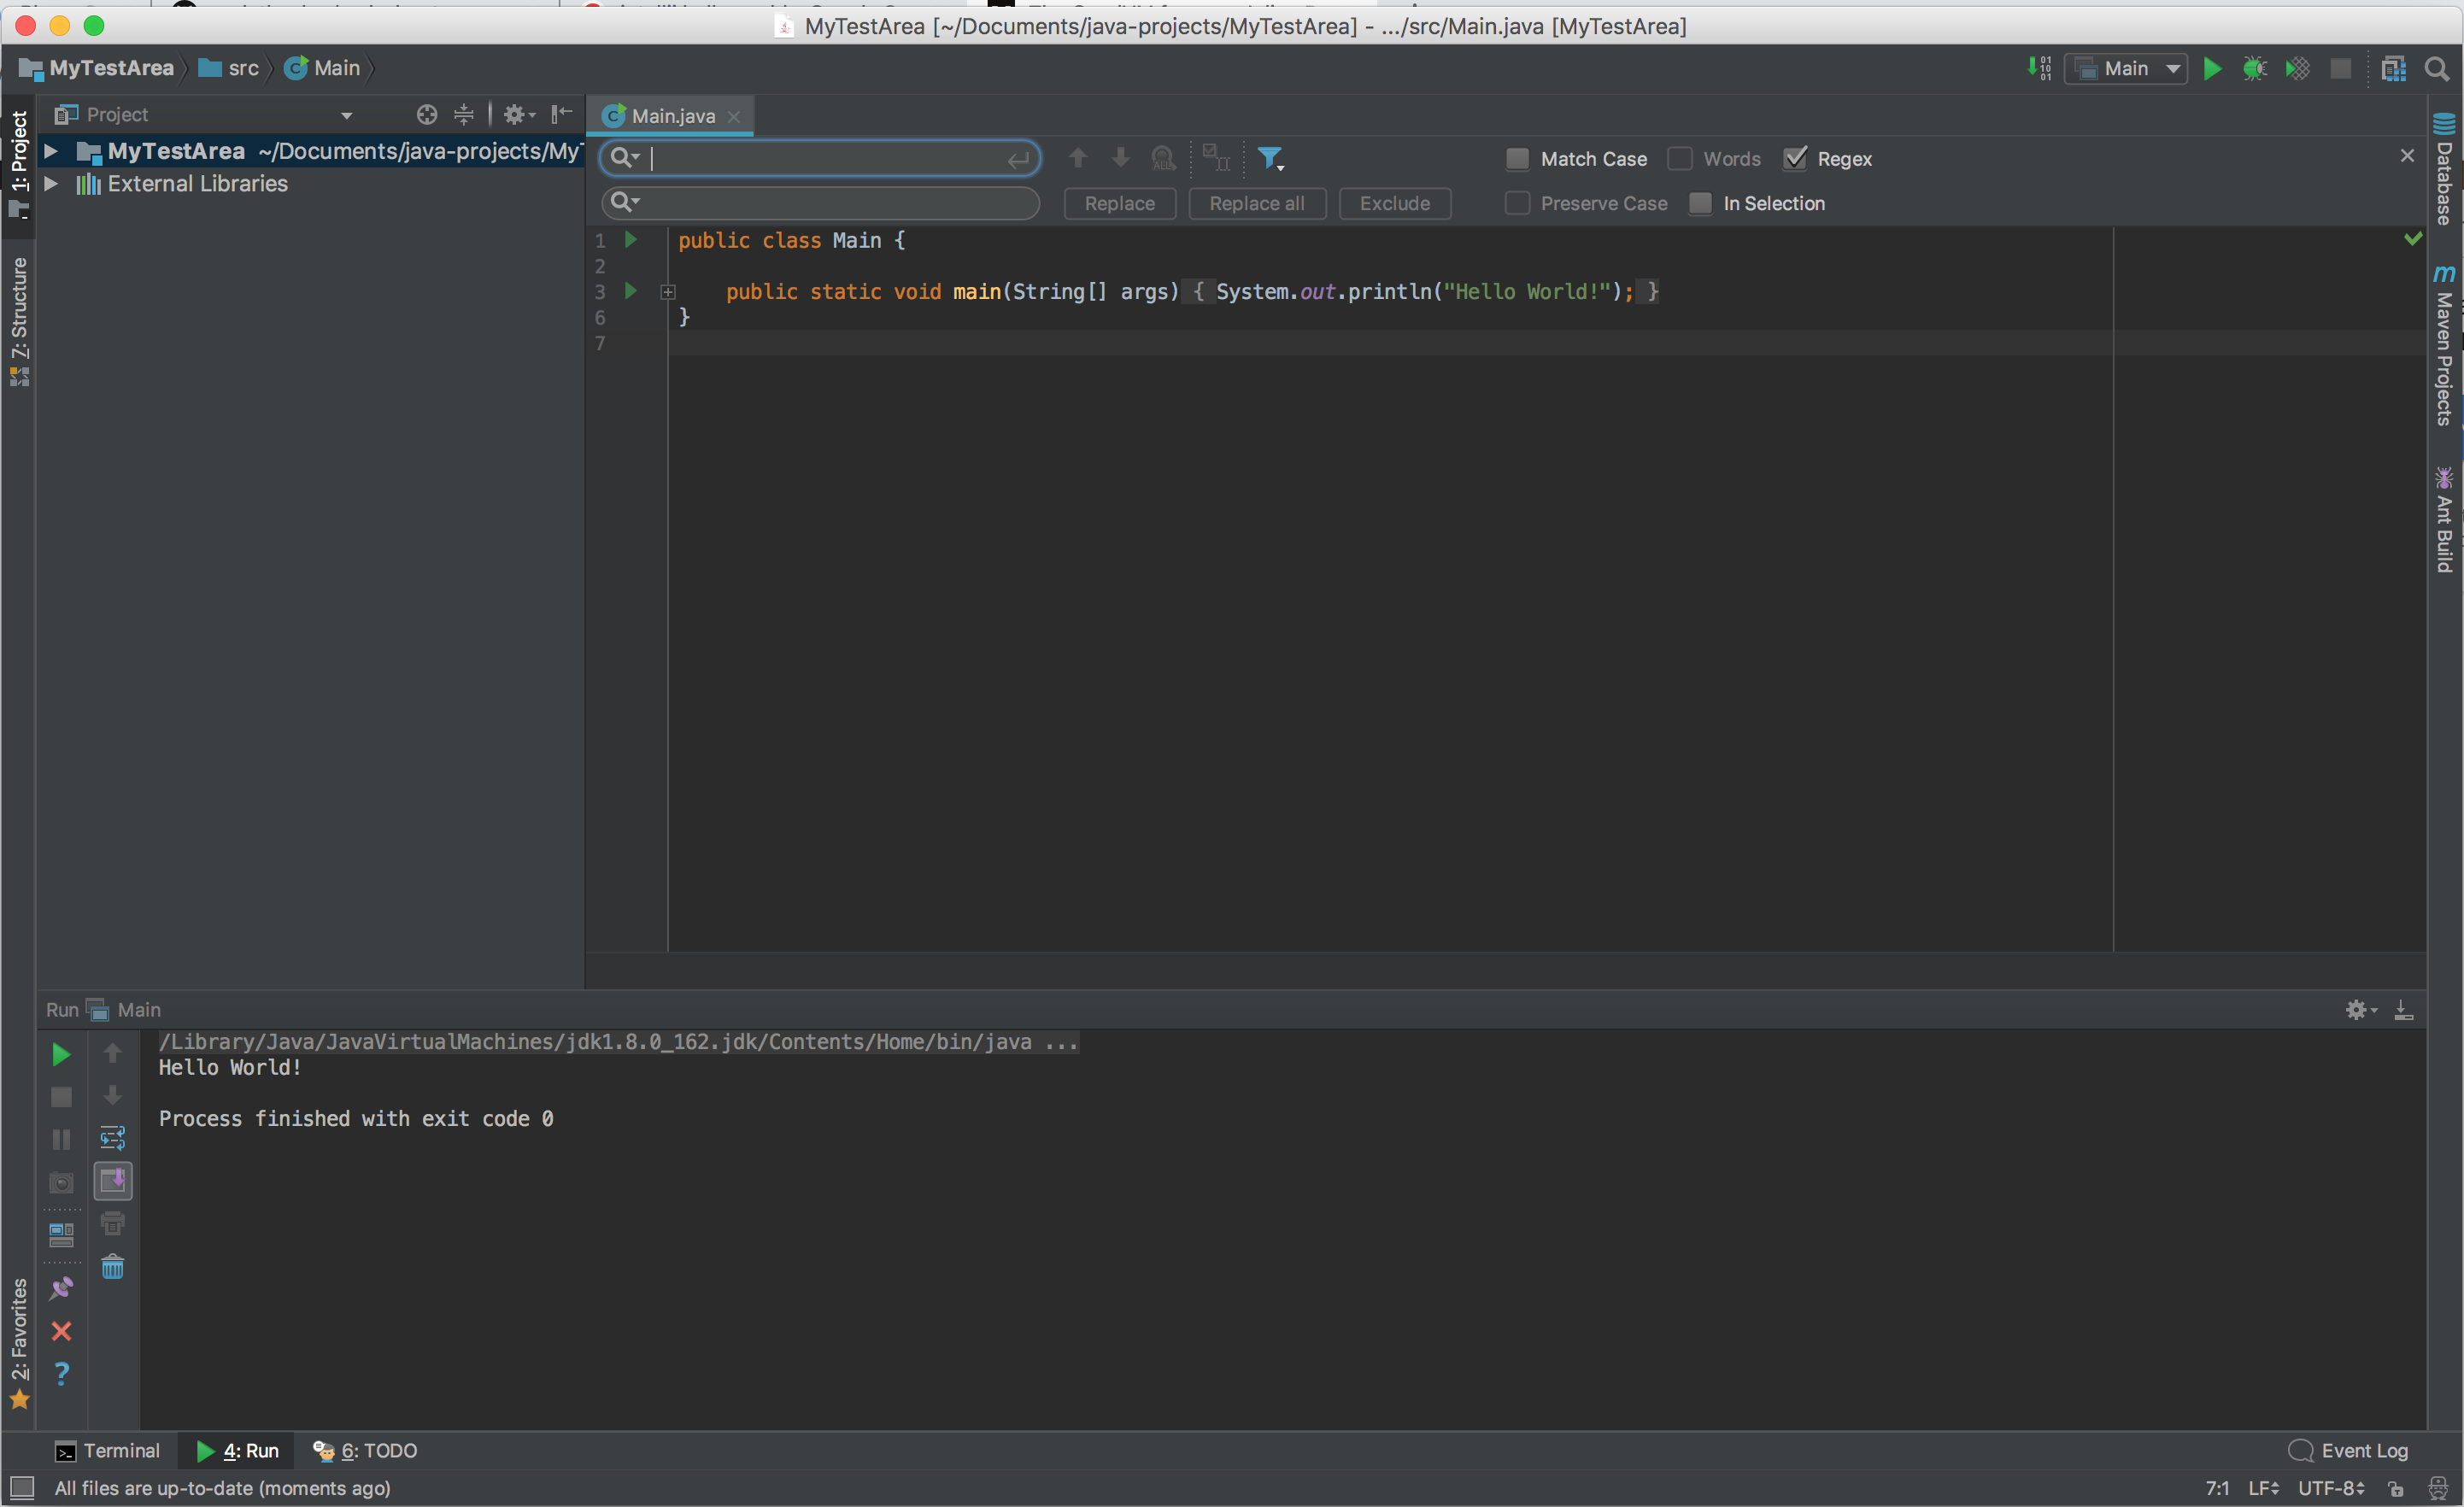 MyTestArea [~/Documents/java-projects/MyTestArea] - .../src/Main.java [MyTestArea]
MyTestArea src Main
Main
1: Project
7: Structure
2: Favorites
Project
MyTestArea ~/Documents/java-projects/My
External Libraries
Main.java
Match Case Words Regex
Replace Replace all Exclude Preserve Case In Selection
1 public class Main {
2
3 public static void main(String[] args) { System.out.println("Hello World!"); }
6 }
7
Database
Maven Projects
Ant Build
Run Main
/Library/Java/JavaVirtualMachines/jdk1.8.0_162.jdk/Contents/Home/bin/java ...
Hello World!
Process finished with exit code 0
Terminal 4: Run 6: TODO Event Log
All files are up-to-date (moments ago) 7:1 LF UTF-8